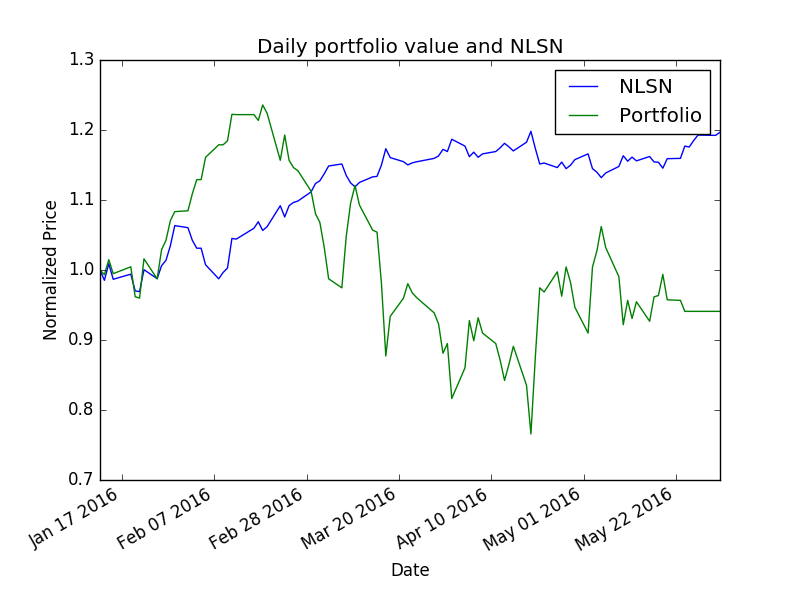 Daily portfolio value and NLSN
NLSN
Portfolio
1.3
1.2
1.1
1.0
0.9
0.8
0.7
Normalized Price
Jan 17 2016
Feb 07 2016
Feb 28 2016
Mar 20 2016
Apr 10 2016
May 01 2016
May 22 2016
Date